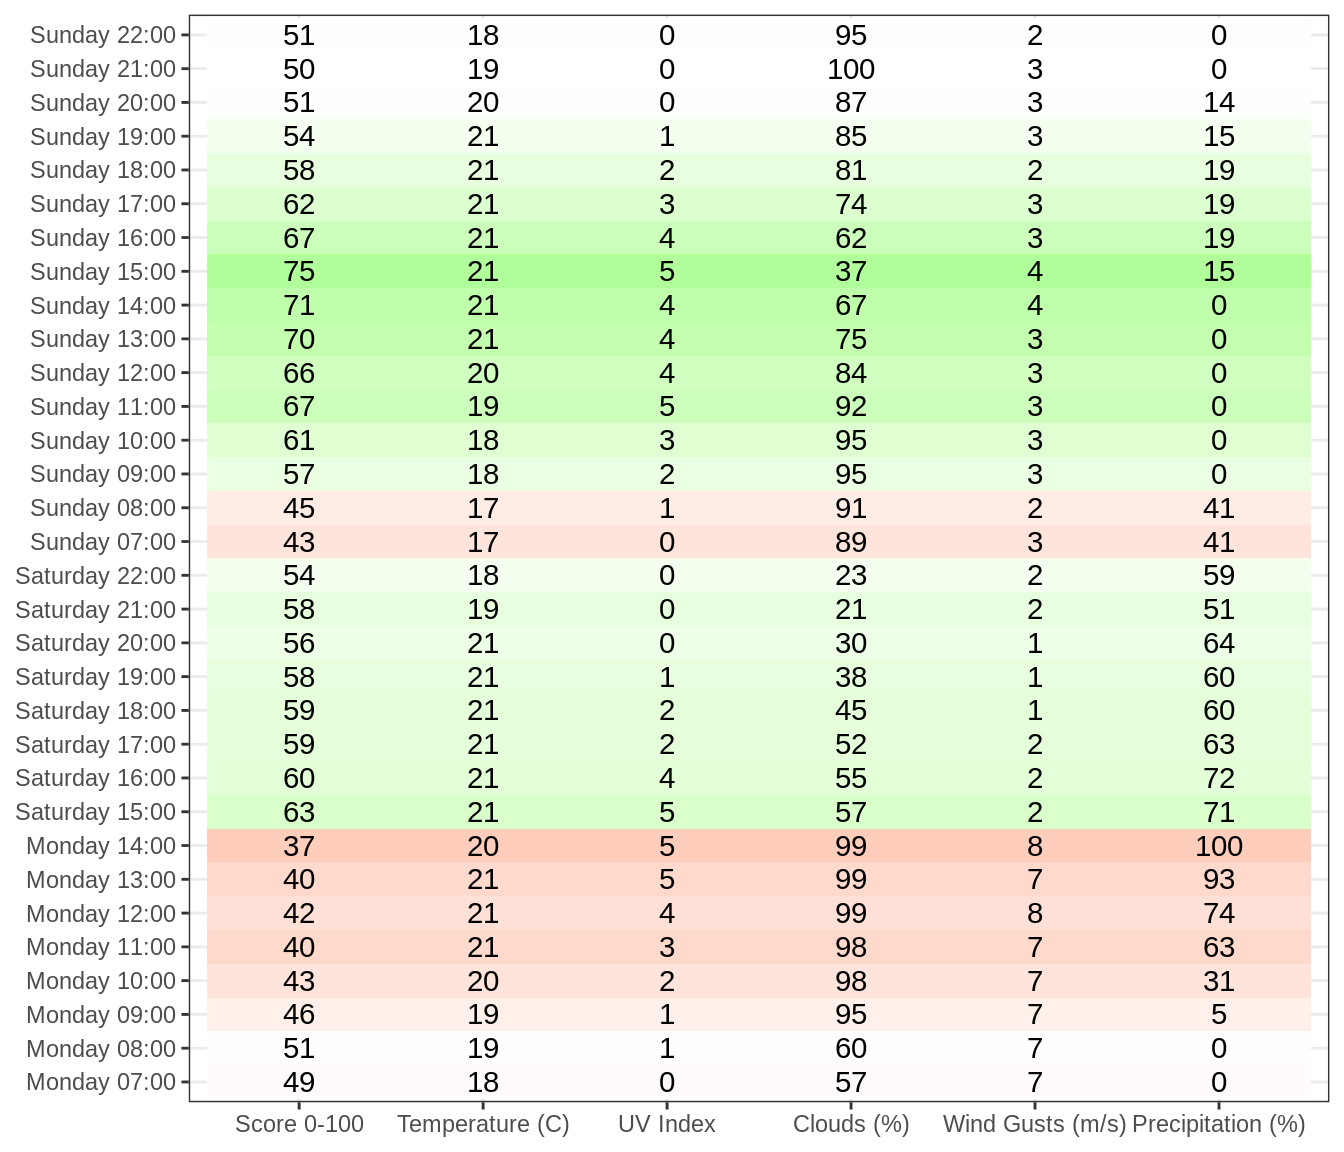 Sunday 22:00 51 18 0 95 2 0
Sunday 21:00 50 19 0 100 3 0
Sunday 20:00 51 20 0 87 3 14
Sunday 19:00 54 21 1 85 3 15
Sunday 18:00 58 21 2 81 2 19
Sunday 17:00 62 21 3 74 3 19
Sunday 16:00 67 21 4 62 3 19
Sunday 15:00 75 21 5 37 4 15
Sunday 14:00 71 21 4 67 4 0
Sunday 13:00 70 21 4 75 3 0
Sunday 12:00 66 20 4 84 3 0
Sunday 11:00 67 19 5 92 3 0
Sunday 10:00 61 18 3 95 3 0
Sunday 09:00 57 18 2 95 3 0
Sunday 08:00 45 17 1 91 2 41
Sunday 07:00 43 17 0 89 3 41
Saturday 22:00 54 18 0 23 2 59
Saturday 21:00 58 19 0 21 2 51
Saturday 20:00 56 21 0 30 1 64
Saturday 19:00 58 21 1 38 1 60
Saturday 18:00 59 21 2 45 1 60
Saturday 17:00 59 21 2 52 2 63
Saturday 16:00 60 21 4 55 2 72
Saturday 15:00 63 21 5 57 2 71
Monday 14:00 37 20 5 99 8 100
Monday 13:00 40 21 5 99 7 93
Monday 12:00 42 21 4 99 8 74
Monday 11:00 40 21 3 98 7 63
Monday 10:00 43 20 2 98 7 31
Monday 09:00 46 19 1 95 7 5
Monday 08:00 51 19 1 60 7 0
Monday 07:00 49 18 0 57 7 0
Score 0-100 Temperature (C) UV Index Clouds (%) Wind Gusts (m/s) Precipitation (%)